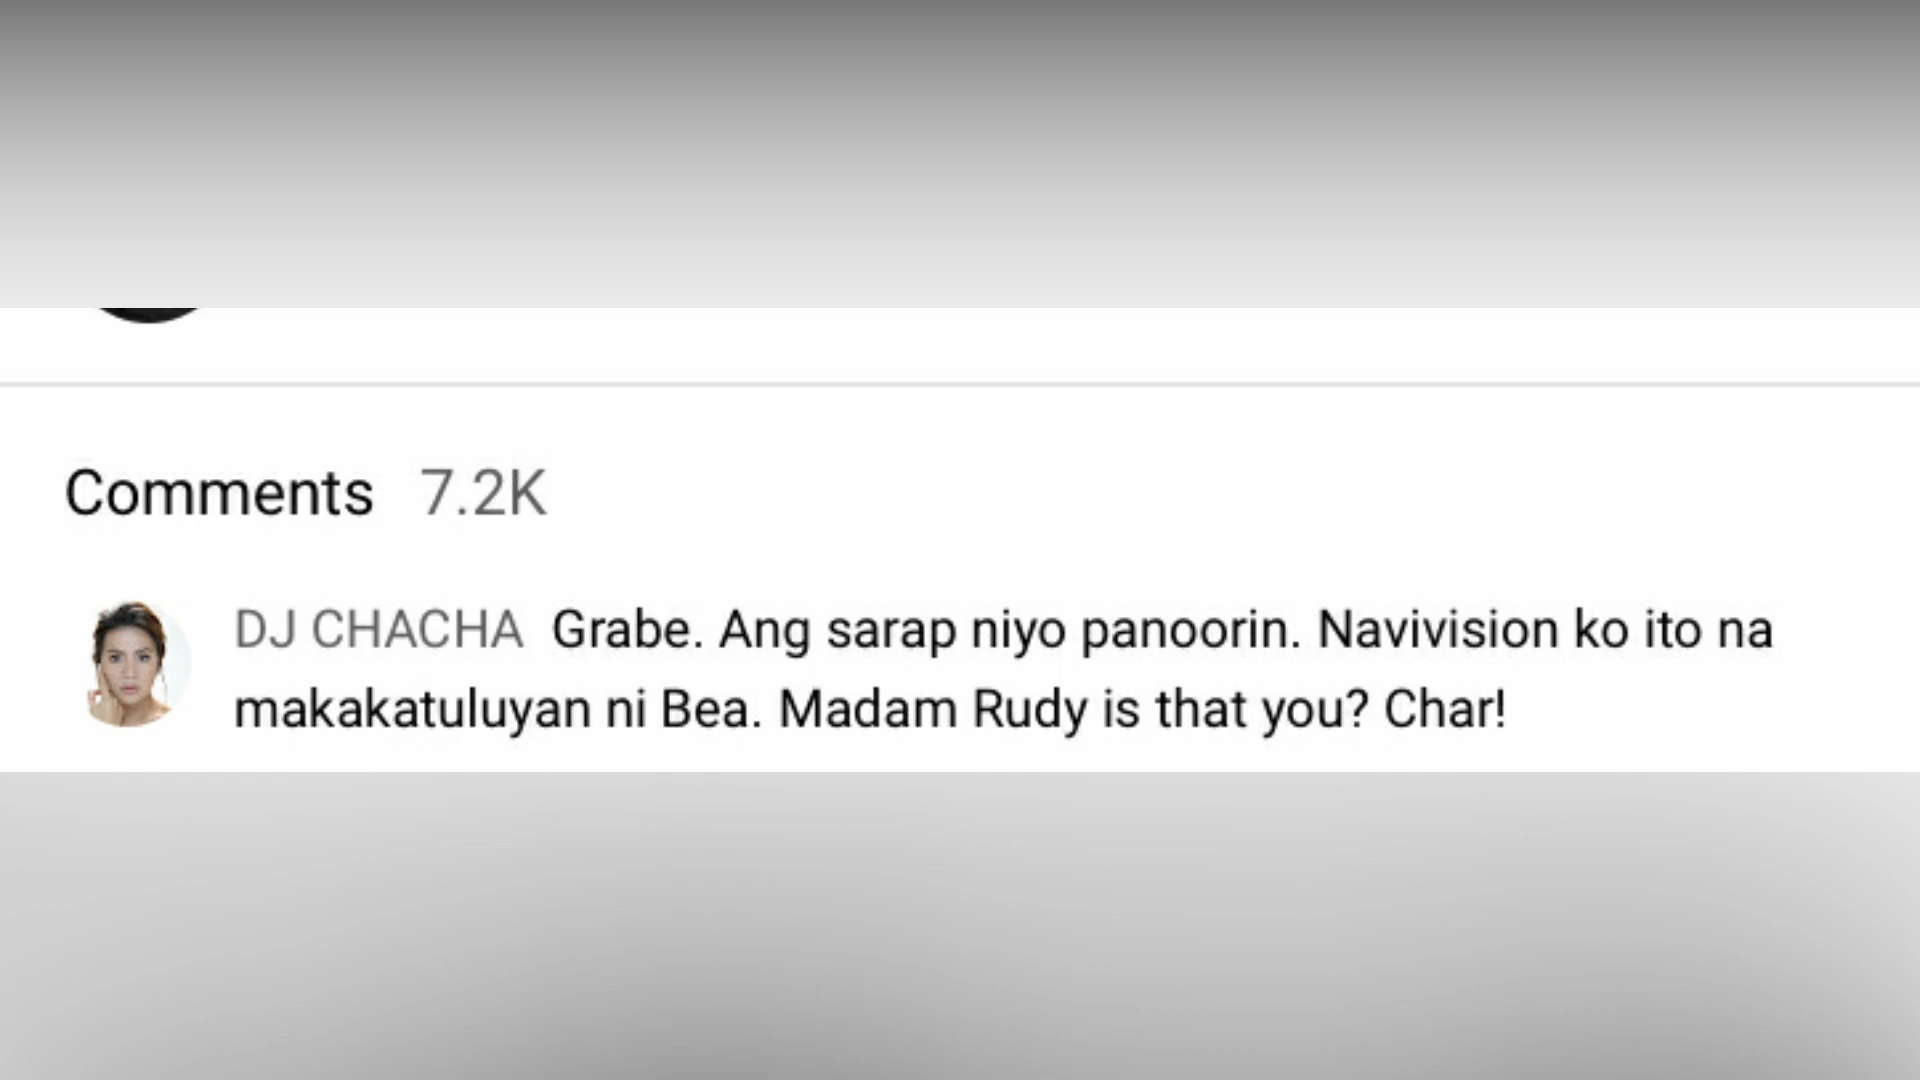 Comments 7.2K
DJ CHACHA Grabe. Ang sarap niyo panoorin. Navivision ko ito na
makakatuluyan ni Bea. Madam Rudy is that you? Char!